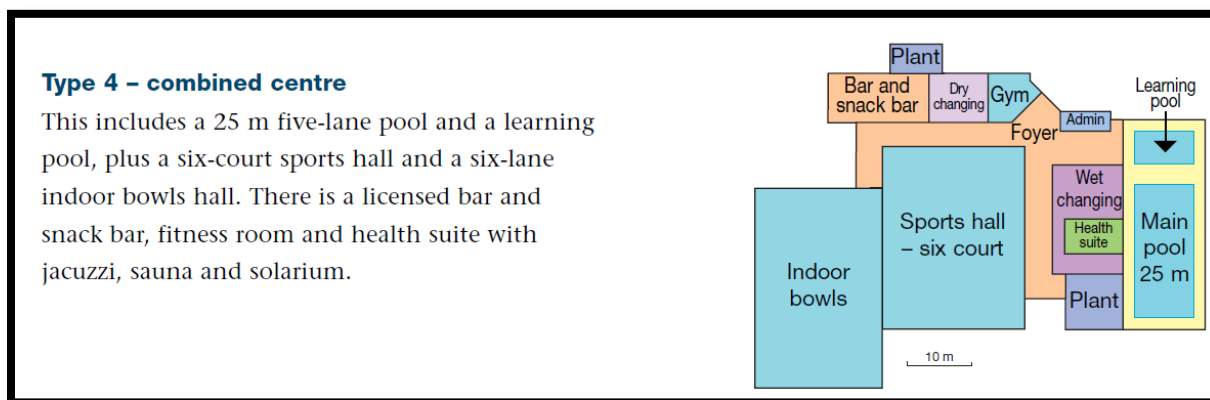 Type 4 – combined centre
This includes a 25 m five-lane pool and a learning
pool, plus a six-court sports hall and a six-lane
indoor bowls hall. There is a licensed bar and
snack bar, fitness room and health suite with
jacuzzi, sauna and solarium.
Plant
Bar and
snack bar
Dry
changing
Gym
Learning
pool
Admin
Foyer
Wet
changing
Health
suite
Main
pool
25 m
Sports hall
– six court
Indoor
bowls
Plant
10 m